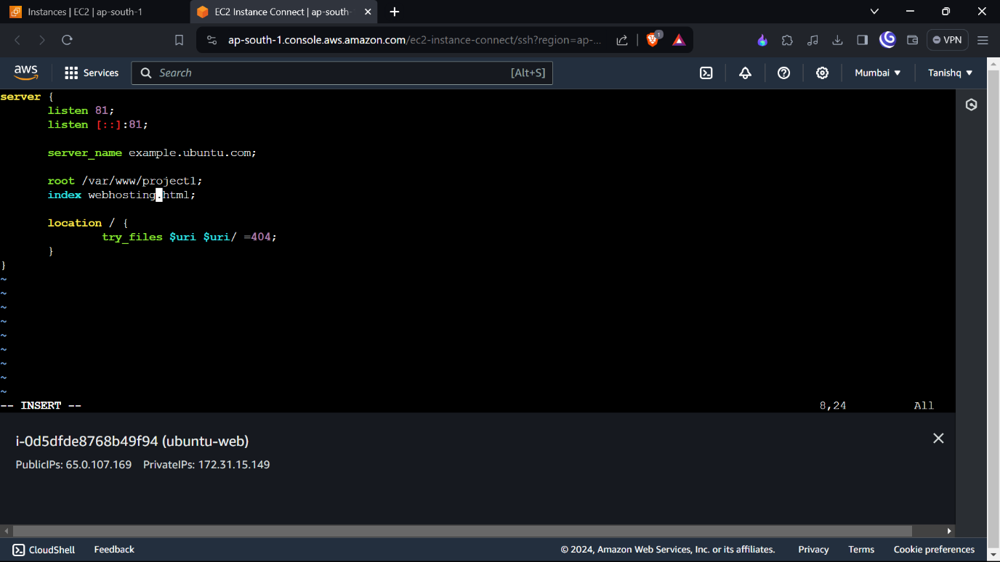 Instances | EC2 | ap-south-1
EC2 Instance Connect | ap-south-
ap-south-1.console.aws.amazon.com/ec2-instance-connect/ssh?region=ap-...
1
VPN
aws
Services
Search
[Alt+S]
Mumbai ▼
Tanishq ▼
server {
listen 81;
listen [::]:81;
server_name example.ubuntu.com;
root /var/www/project1;
index webhosting.html;
location / {
try_files $uri $uri/ =404;
}
}
~
~
~
~
~
~
~
~
~
-- INSERT --
8,24
All
i-0d5dfde8768b49f94 (ubuntu-web)
PublicIPs: 65.0.107.169 PrivateIPs: 172.31.15.149
CloudShell
Feedback
© 2024, Amazon Web Services, Inc. or its affiliates.
Privacy
Terms
Cookie preferences